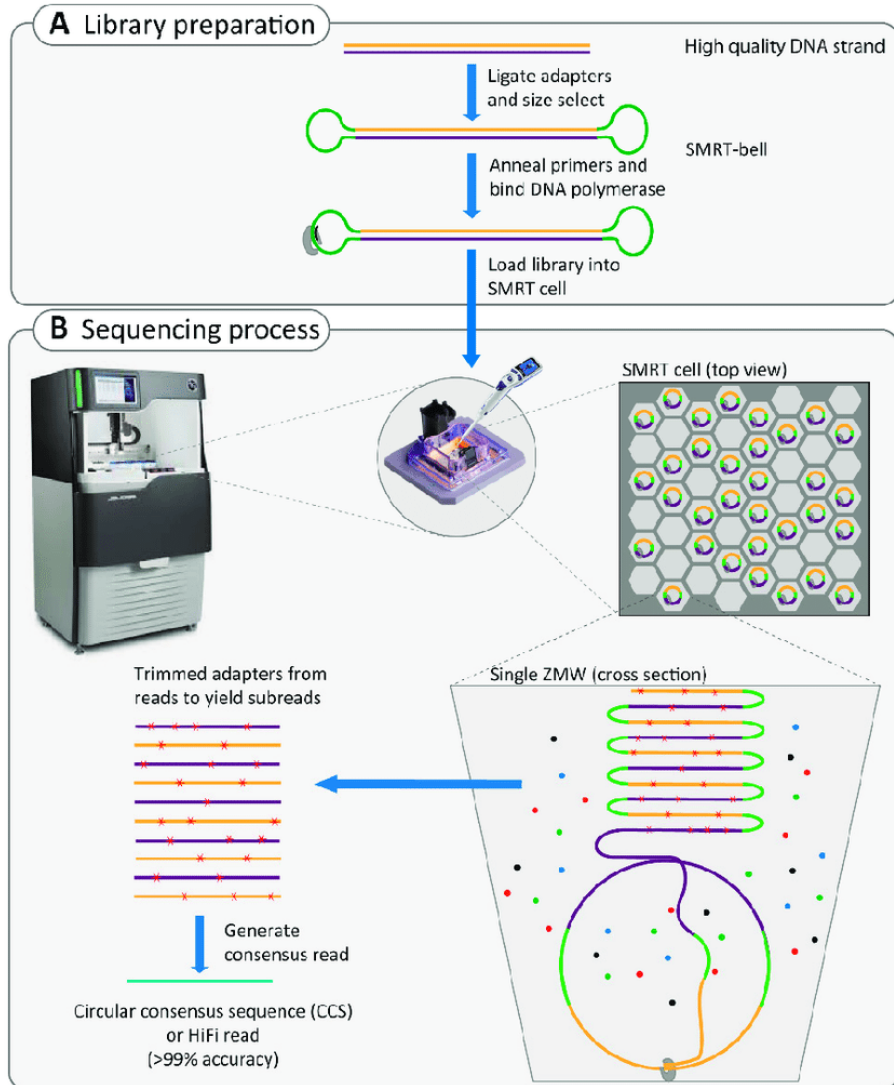 A Library preparation
High quality DNA strand
Ligate adapters
and size select
SMRT-bell
Anneal primers and
bind DNA polymerase
Load library into
SMRT cell
B Sequencing process
SMRT cell (top view)
Single ZMW (cross section)
Trimmed adapters from
reads to yield subreads
Generate
consensus read
Circular consensus sequence (CCS)
or HiFi read
(>99% accuracy)